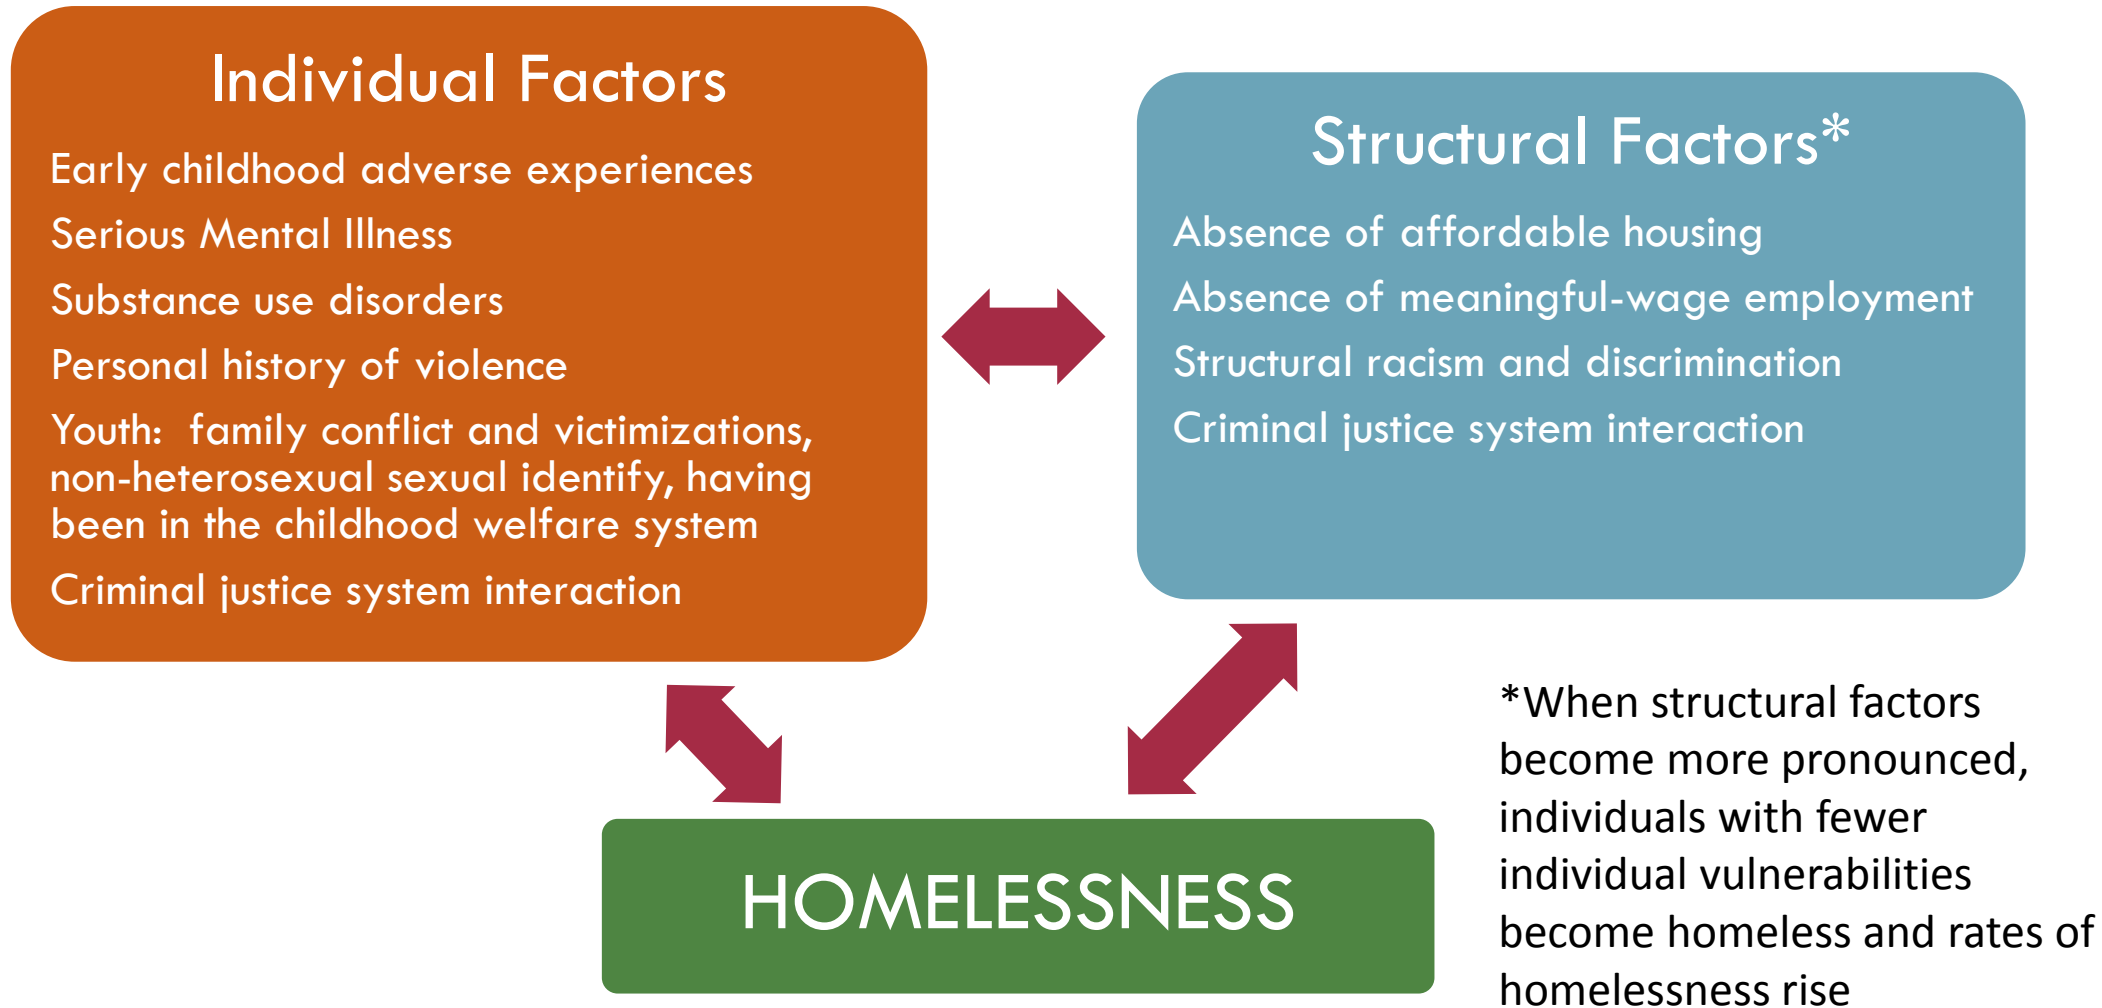 Individual Factors
Early childhood adverse experiences
Serious Mental Illness
Substance use disorders
Personal history of violence
Youth:  family conflict and victimizations,
non-heterosexual sexual identify, having
been in the childhood welfare system
Criminal justice system interaction
Structural Factors*
Absence of affordable housing
Absence of meaningful-wage employment
Structural racism and discrimination
Criminal justice system interaction
HOMELESSNESS
*When structural factors
become more pronounced,
individuals with fewer
individual vulnerabilities
become homeless and rates of
homelessness rise